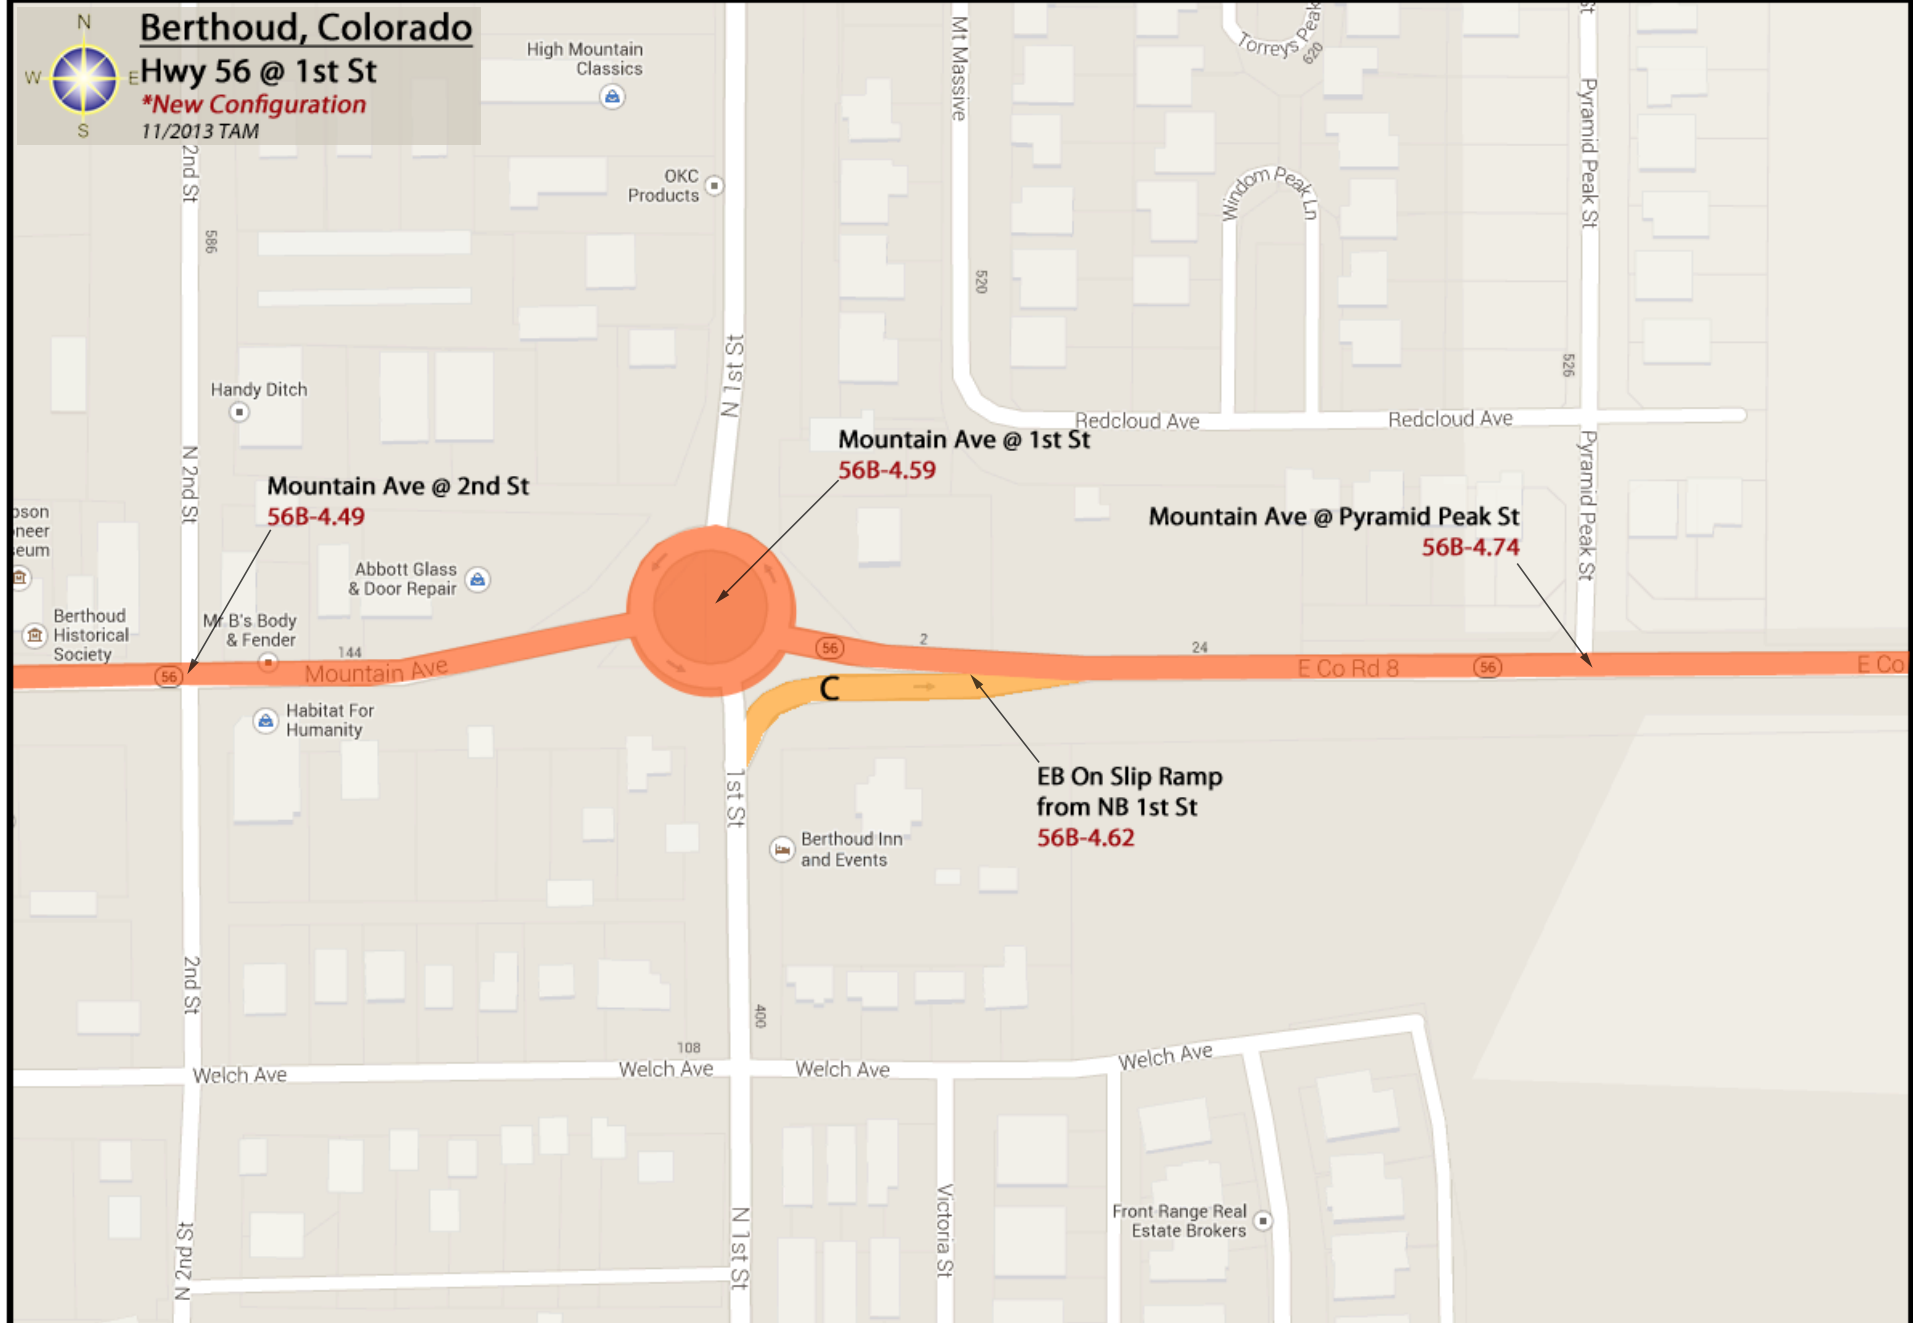 N
W
E
S
Berthoud, Colorado
Hwy 56 @ 1st St
*New Configuration
11/2013 TAM
High Mountain
Classics
OKC
Products
2nd St
586
N 1st St
Mt Massive
520
Torreys Peak
620
Windom Peak Ln
St
Pyramid Peak St
526
Redcloud Ave
Redcloud Ave
Handy Ditch
N 2nd St
Mountain Ave @ 2nd St
56B-4.49
Mountain Ave @ 1st St
56B-4.59
Mountain Ave @ Pyramid Peak St
56B-4.74
Pyramid Peak St
pson
oneer
seum
Abbott Glass
& Door Repair
Berthoud
Historical
Society
Mr B's Body
& Fender
144
56
Mountain Ave
56
2
24
E Co Rd 8
56
E Co
C
Habitat For
Humanity
EB On Slip Ramp
from NB 1st St
56B-4.62
1st St
Berthoud Inn
and Events
2nd St
400
108
Welch Ave
Welch Ave
Welch Ave
Welch Ave
N 2nd St
N 1st St
Victoria St
Front Range Real
Estate Brokers